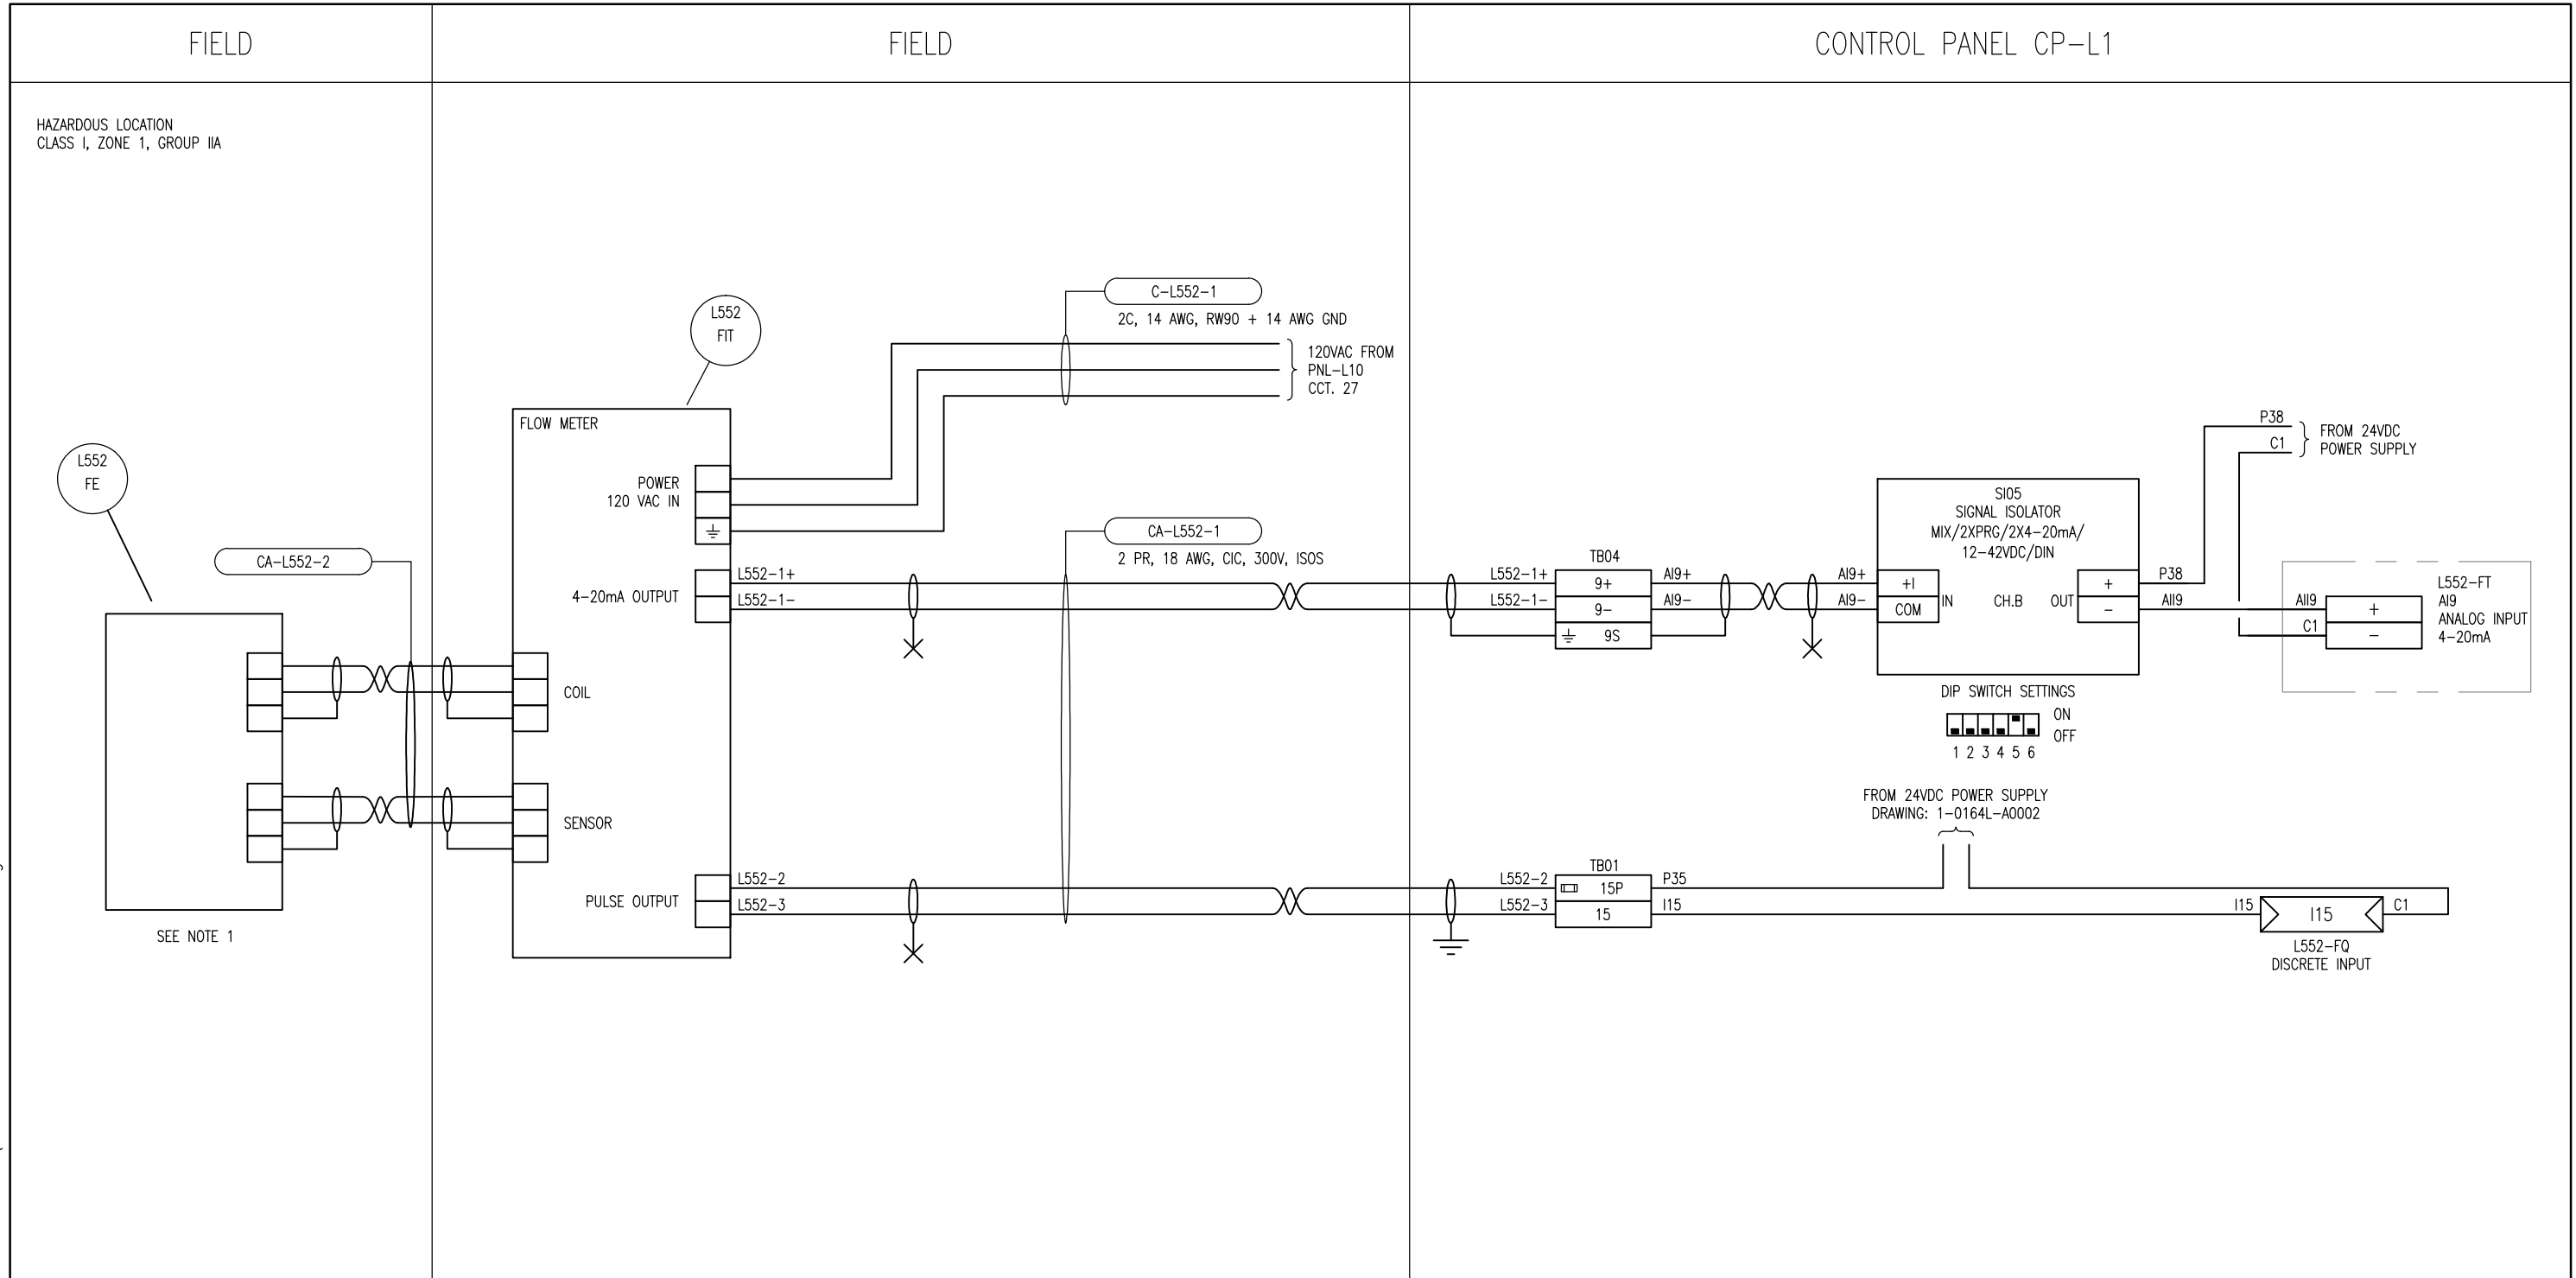 FIELD
FIELD
CONTROL PANEL CP-L1
HAZARDOUS LOCATION
CLASS I, ZONE 1, GROUP IIA
L552
FE
CA-L552-2
SEE NOTE 1
L552
FIT
FLOW METER
POWER
120 VAC IN
4-20mA OUTPUT
COIL
SENSOR
PULSE OUTPUT
C-L552-1
2C, 14 AWG, RW90 + 14 AWG GND
120VAC FROM
PNL-L10
CCT. 27
CA-L552-1
2 PR, 18 AWG, CIC, 300V, ISOS
L552-1+
L552-1-
L552-2
L552-3
L552-1+
L552-1-
TB04
9+
9-
9S
AI9+
AI9-
AI9+
AI9-
SI05
SIGNAL ISOLATOR
MIX/2XPRG/2X4-20mA/
12-42VDC/DIN
+I
COM
IN
CH.B
OUT
+
-
P38
AII9
P38
C1
FROM 24VDC
POWER SUPPLY
AII9
C1
+
-
L552-FT
AI9
ANALOG INPUT
4-20mA
DIP SWITCH SETTINGS
ON
OFF
1 2 3 4 5 6
FROM 24VDC POWER SUPPLY
DRAWING: 1-0164L-A0002
L552-2
L552-3
TB01
15P
15
P35
I15
I15
I15
C1
L552-FQ
DISCRETE INPUT